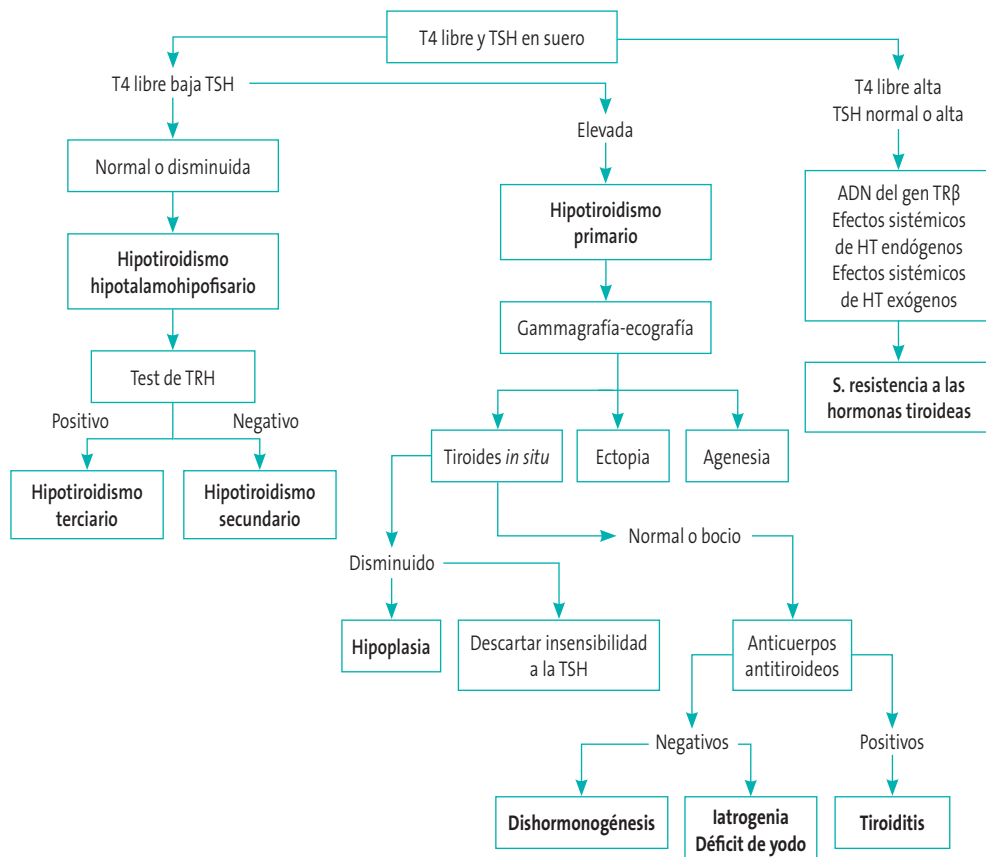 T4 libre y TSH en suero
T4 libre baja TSH
T4 libre alta
TSH normal o alta
Elevada
Normal o disminuida
ADN del gen TRβ
Efectos sistémicos
de HT endógenos
Efectos sistémicos
de HT exógenos
Hipotiroidismo
primario
Hipotiroidismo
hipotalamohipofisario
Gammagrafía-ecografía
Test de TRH
S. resistencia a las
hormonas tiroideas
Positivo
Negativo
Tiroides in situ
Ectopia
Agenesia
Hipotiroidismo
terciario
Hipotiroidismo
secundario
Normal o bocio
Disminuido
Hipoplasia
Descartar insensibilidad
a la TSH
Anticuerpos
antitiroideos
Negativos
Positivos
Dishormonogénesis
Iatrogenia
Déficit de yodo
Tiroiditis